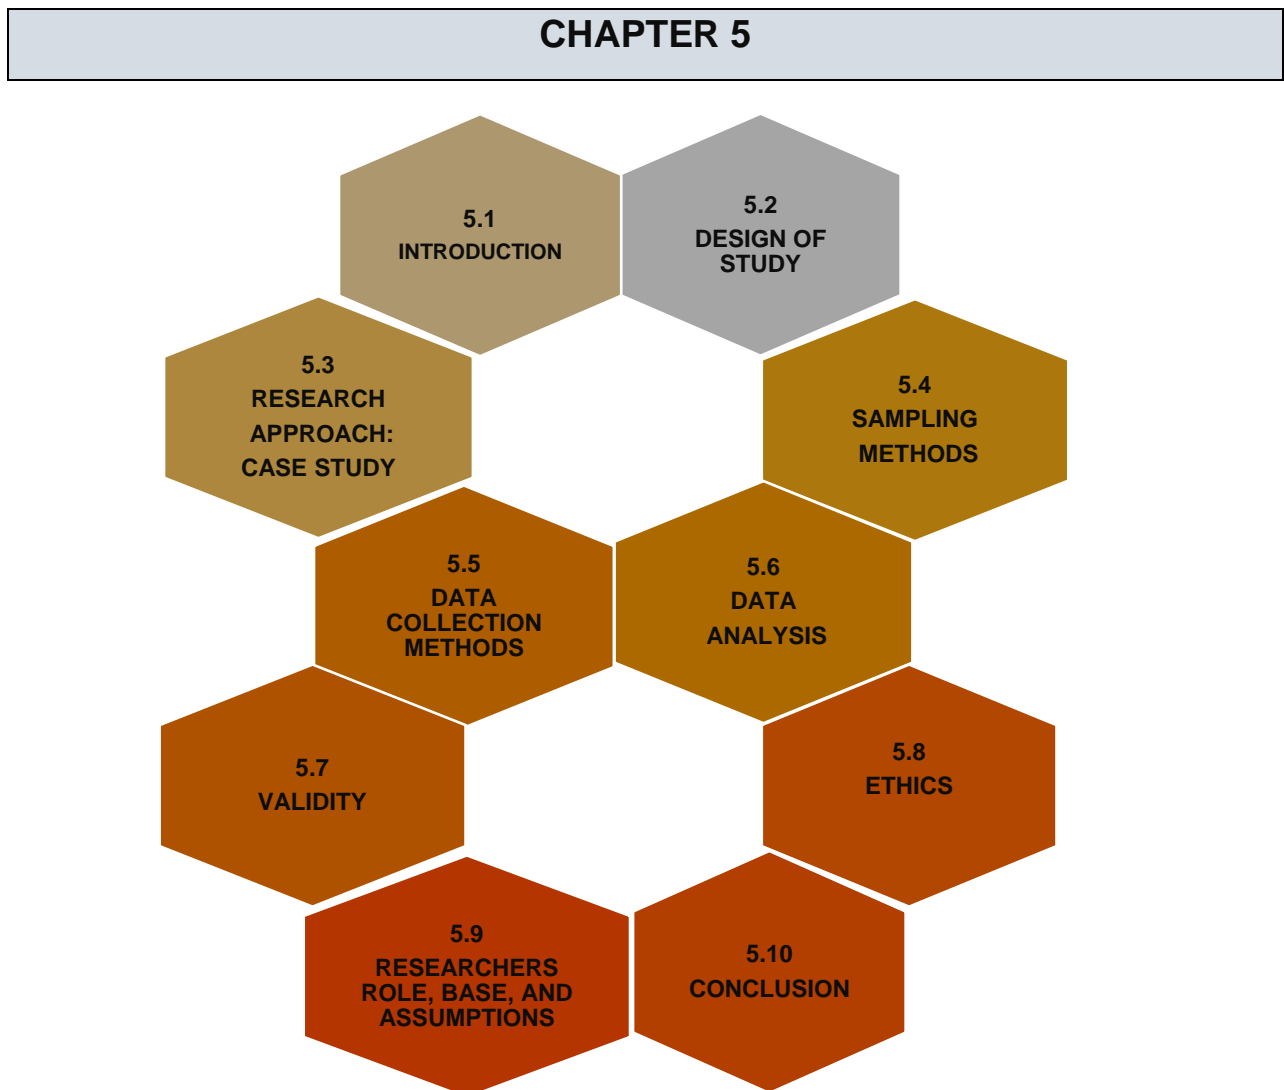 CHAPTER 5
5.1
INTRODUCTION
5.2
DESIGN OF
STUDY
5.3
RESEARCH
APPROACH:
CASE STUDY
5.4
SAMPLING
METHODS
5.5
DATA
COLLECTION
METHODS
5.6
DATA
ANALYSIS
5.7
VALIDITY
5.8
ETHICS
5.9
RESEARCHERS
ROLE, BASE, AND
ASSUMPTIONS
5.10
CONCLUSION